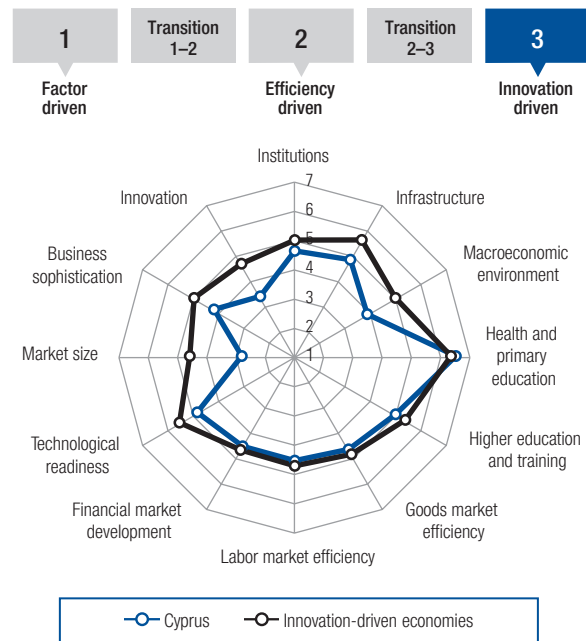 1
Transition
1–2
2
Transition
2–3
3
Factor
driven
Efficiency
driven
Innovation
driven
Institutions
Infrastructure
Macroeconomic
environment
Health and
primary
education
Higher education
and training
Goods market
efficiency
Labor market efficiency
Financial market
development
Technological
readiness
Market size
Business
sophistication
Innovation
7
6
5
4
3
2
1
Cyprus
Innovation-driven economies